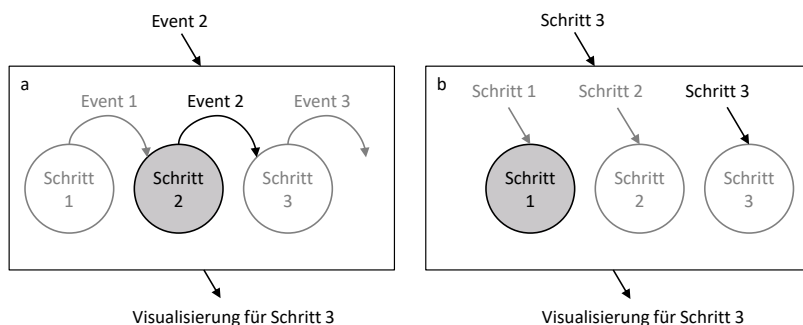 Event 2
a
Event 1
Event 2
Event 3
Schritt
1
Schritt
2
Schritt
3
Visualisierung für Schritt 3
Schritt 3
b
Schritt 1
Schritt 2
Schritt 3
Schritt
1
Schritt
2
Schritt
3
Visualisierung für Schritt 3